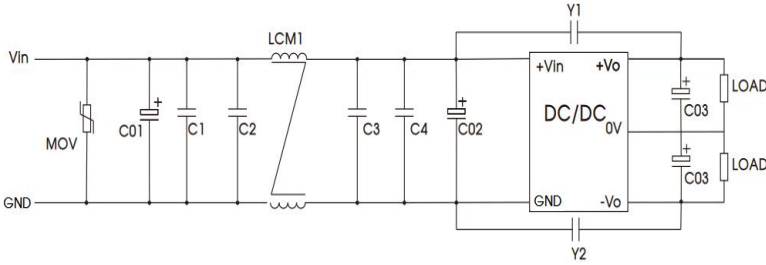 Y1
LCM1
Vin
+Vin
+Vo
LOAD
MOV
+
C01
C1
C2
C3
C4
+
C02
DC/DC
0V
+
C03
+
C03
LOAD
GND
GND
-Vo
Y2